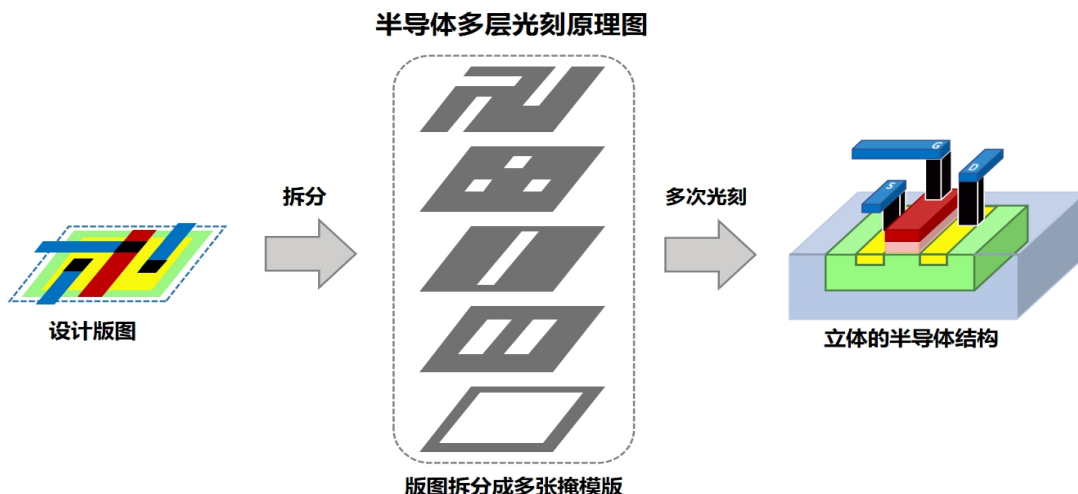 半导体多层光刻原理图
拆分
多次光刻
G
D
S
设计版图
立体的半导体结构
版图拆分成多张掩模版